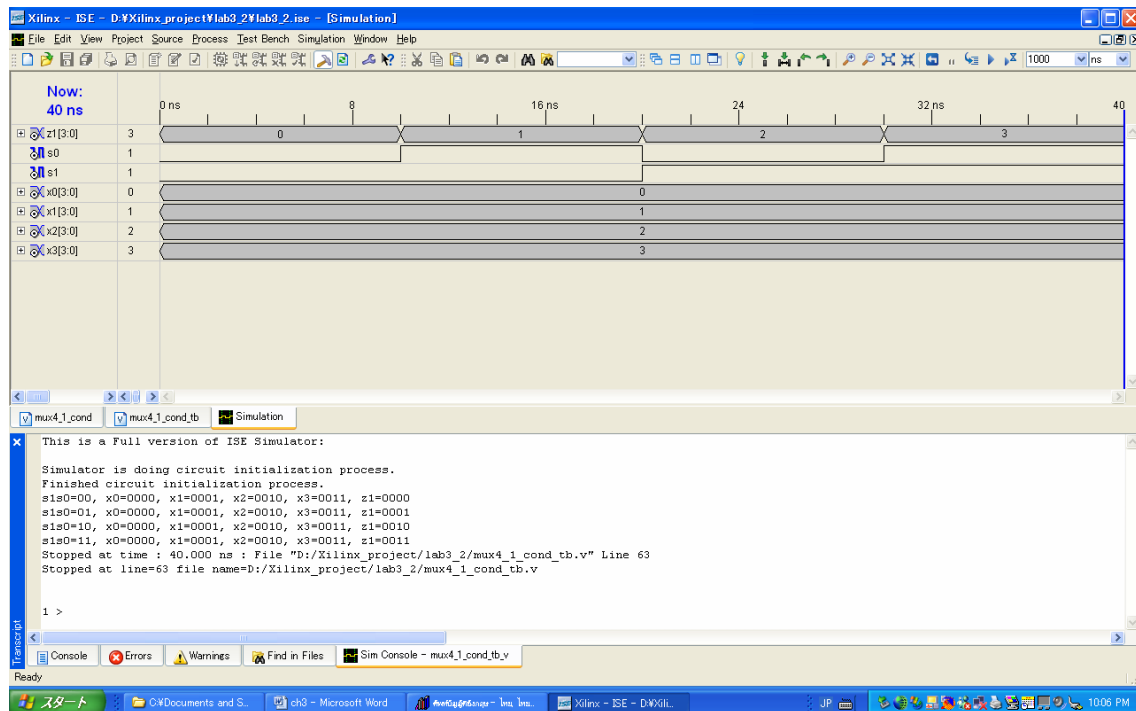 Xilinx - ISE - D:¥Xilinx_project¥lab3_2¥lab3_2.ise - [Simulation]
File Edit View Project Source Process Test Bench Simulation Window Help
1000 ns
Now:
40 ns
0 ns 8 16 ns 24 32 ns 40
z1[3:0] 3 0 1 2 3
s0 1
s1 1
x0[3:0] 0 0
x1[3:0] 1 1
x2[3:0] 2 2
x3[3:0] 3 3
mux4_1_cond mux4_1_cond_tb Simulation
This is a Full version of ISE Simulator:
Simulator is doing circuit initialization process.
Finished circuit initialization process.
s1s0=00, x0=0000, x1=0001, x2=0010, x3=0011, z1=0000
s1s0=01, x0=0000, x1=0001, x2=0010, x3=0011, z1=0001
s1s0=10, x0=0000, x1=0001, x2=0010, x3=0011, z1=0010
s1s0=11, x0=0000, x1=0001, x2=0010, x3=0011, z1=0011
Stopped at time : 40.000 ns : File "D:/Xilinx_project/lab3_2/mux4_1_cond_tb.v" Line 63
Stopped at line=63 file name=D:/Xilinx_project/lab3_2/mux4_1_cond_tb.v
1 >
Transcript
Console Errors Warnings Find in Files Sim Console - mux4_1_cond_tb_v
Ready
スタート C:¥Documents and S... ch3 - Microsoft Word Xilinx - ISE - D:¥Xili... JP 10:06 PM